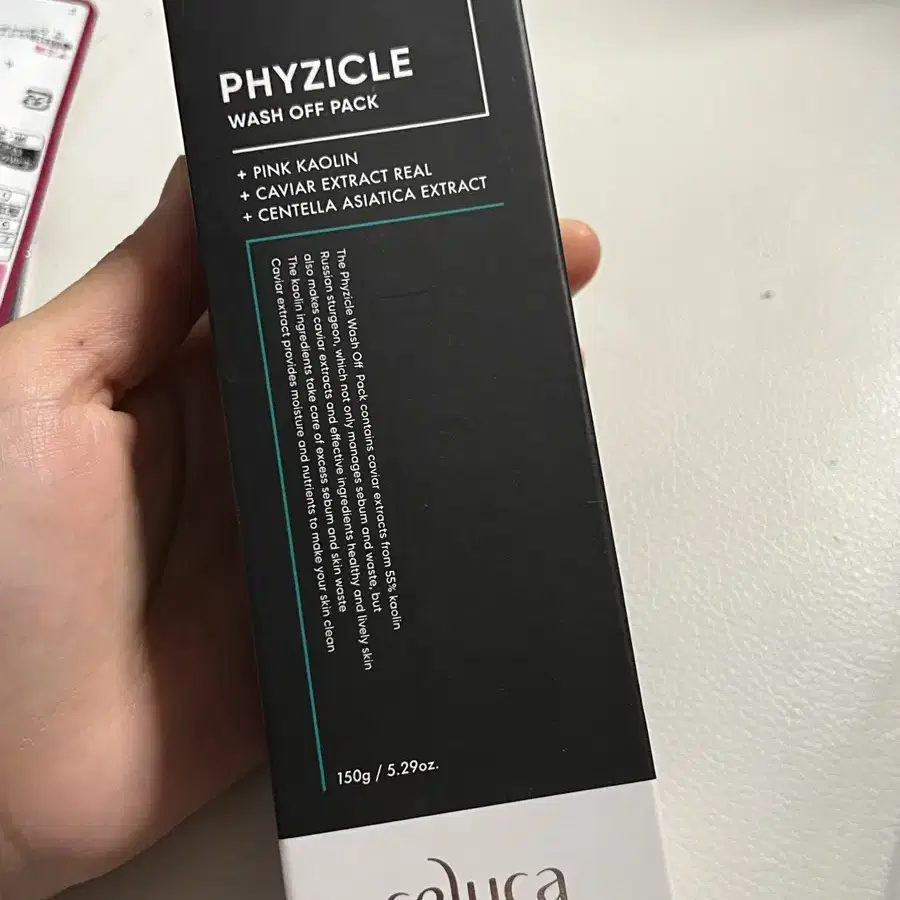 PHYZICLE
WASH OFF PACK
+ PINK KAOLIN
+ CAVIAR EXTRACT REAL
+ CENTELLA ASIATICA EXTRACT
The Phyzicle Wash Off Pack contains caviar extracts from 55% kaolin
Russian sturgeon, which not only manages sebum and waste, but
also makes caviar extracts and effective ingredients healthy and lively skin
The kaolin ingredients take care of excess sebum and skin waste
Caviar extract provides moisture and nutrients to make your skin clean
150g / 5.29oz.
celuca